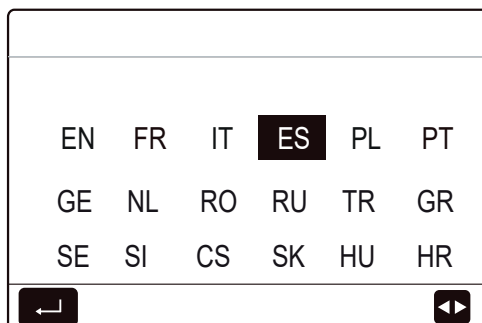 EN FR IT ES PL PT
GE NL RO RU TR GR
SE SI CS SK HU HR